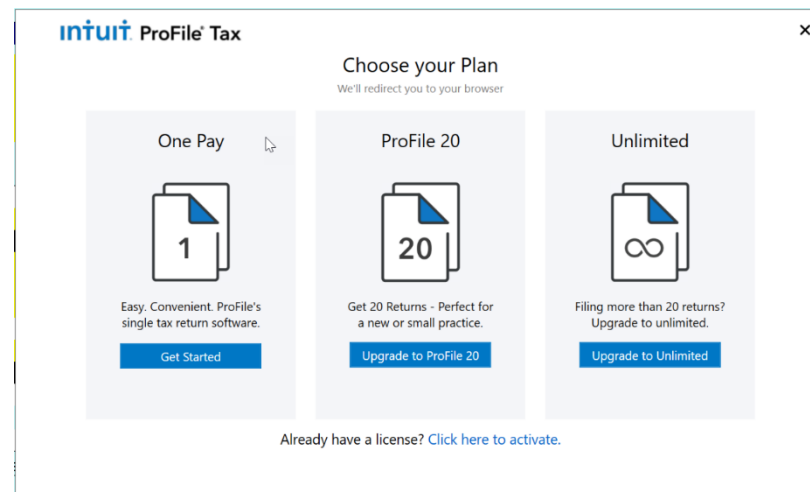 ıntuıt ProFile® Tax
×
Choose your Plan
We'll redirect you to your browser
One Pay
1
Easy. Convenient. ProFile's
single tax return software.
Get Started
ProFile 20
20
Get 20 Returns - Perfect for
a new or small practice.
Upgrade to ProFile 20
Unlimited
∞
Filing more than 20 returns?
Upgrade to unlimited.
Upgrade to Unlimited
Already have a license? Click here to activate.